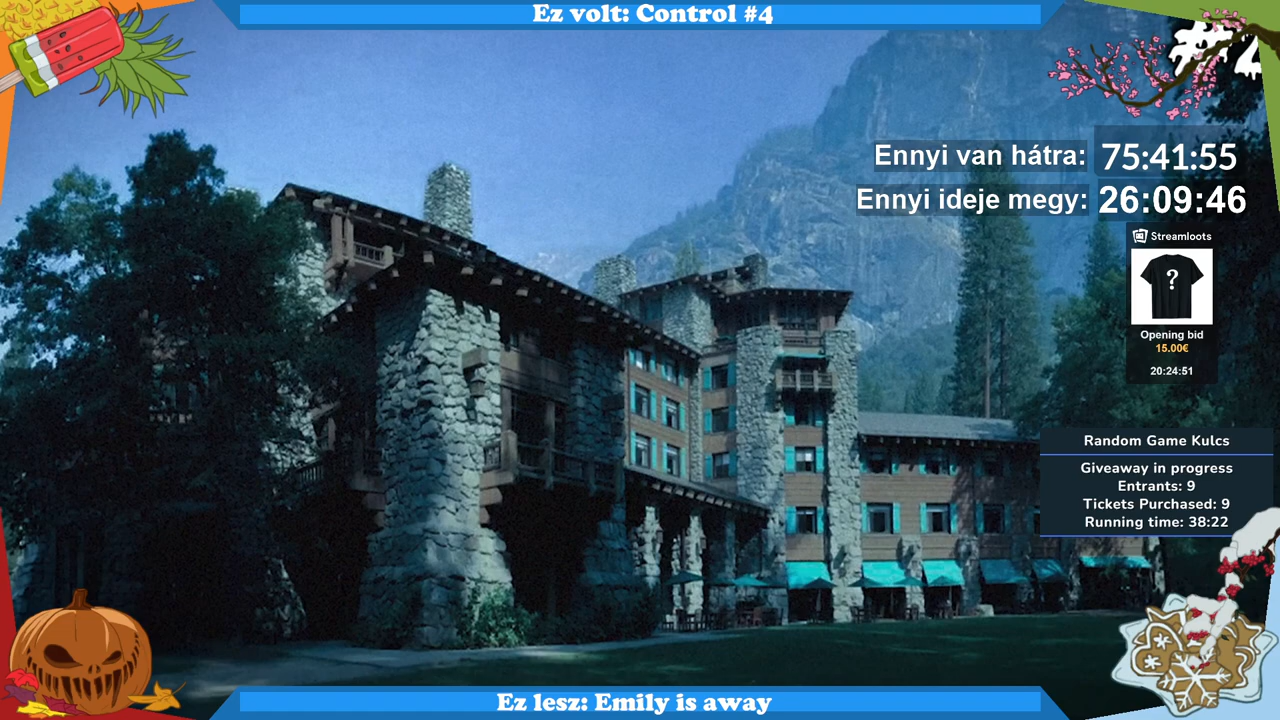 Ez volt: Control #4
Ennyi van hátra: 75:41:55
Ennyi ideje megy: 26:09:46
Streamloots
?
Opening bid
15.00€
20:24:51
Random Game Kulcs
Giveaway in progress
Entrants: 9
Tickets Purchased: 9
Running time: 38:22
Ez lesz: Emily is away